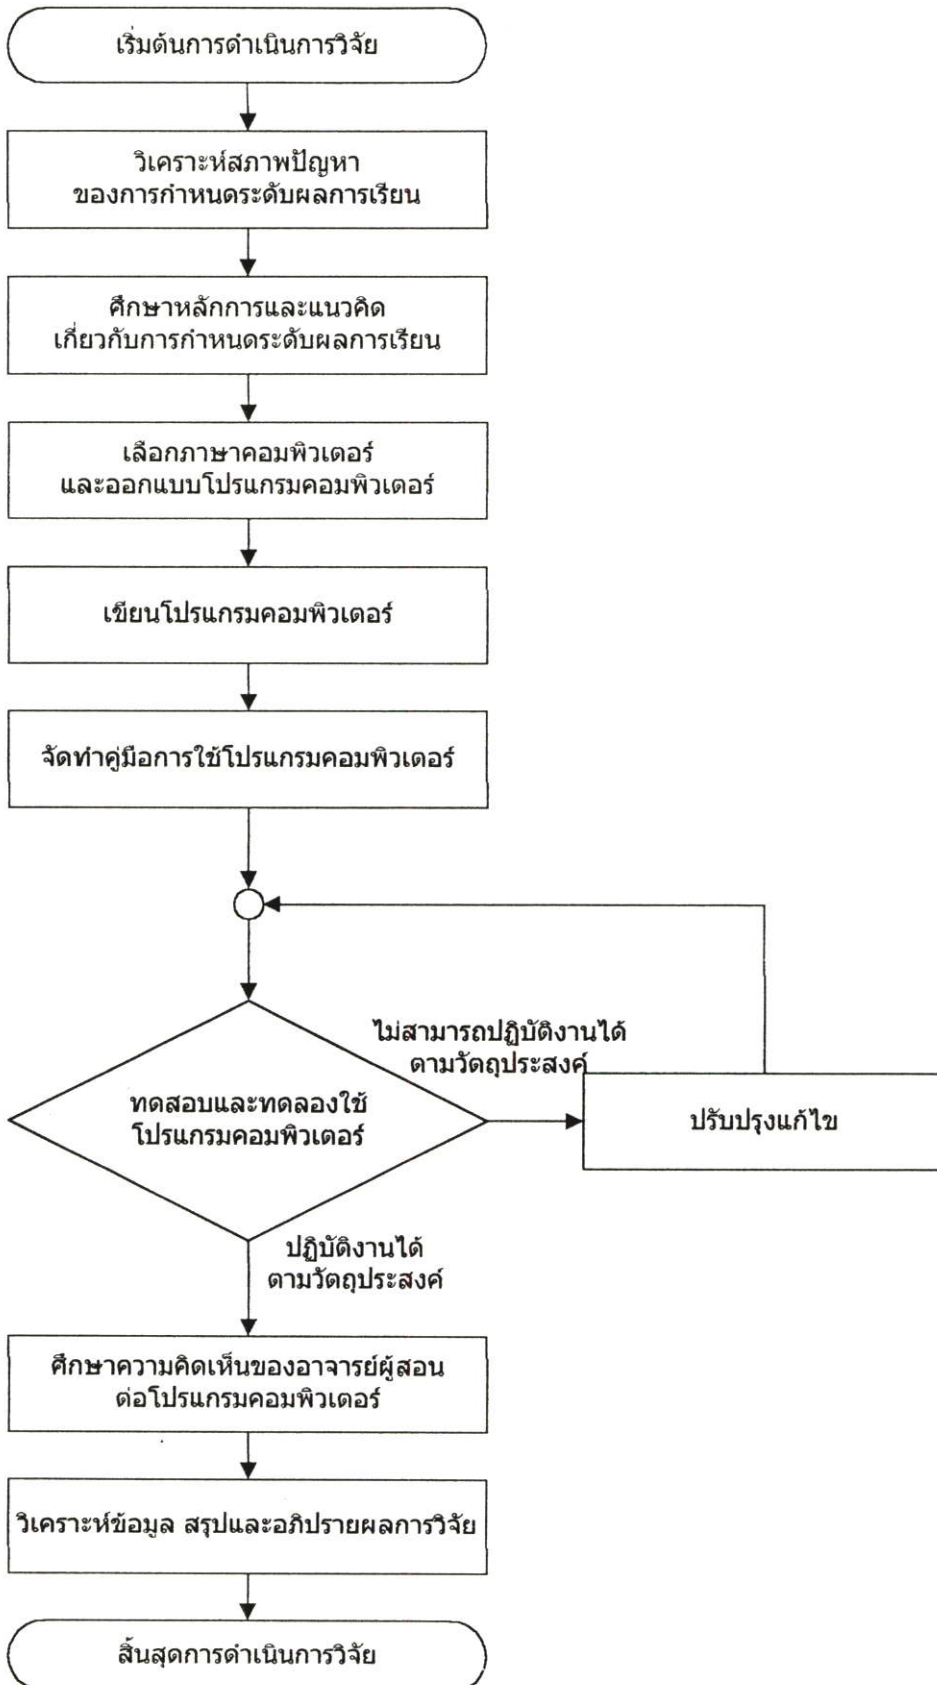 เริ่มต้นการดำเนินการวิจัย
วิเคราะห์สภาพปัญหา
ของการกำหนดระดับผลการเรียน
ศึกษาหลักการและแนวคิด
เกี่ยวกับการกำหนดระดับผลการเรียน
เลือกภาษาคอมพิวเตอร์
และออกแบบโปรแกรมคอมพิวเตอร์
เขียนโปรแกรมคอมพิวเตอร์
จัดทำคู่มือการใช้โปรแกรมคอมพิวเตอร์
ไม่สามารถปฏิบัติงานได้
ตามวัตถุประสงค์
ทดสอบและทดลองใช้
โปรแกรมคอมพิวเตอร์
ปรับปรุงแก้ไข
ปฏิบัติงานได้
ตามวัตถุประสงค์
ศึกษาความคิดเห็นของอาจารย์ผู้สอน
ต่อโปรแกรมคอมพิวเตอร์
วิเคราะห์ข้อมูล สรุปและอภิปรายผลการวิจัย
สิ้นสุดการดำเนินการวิจัย